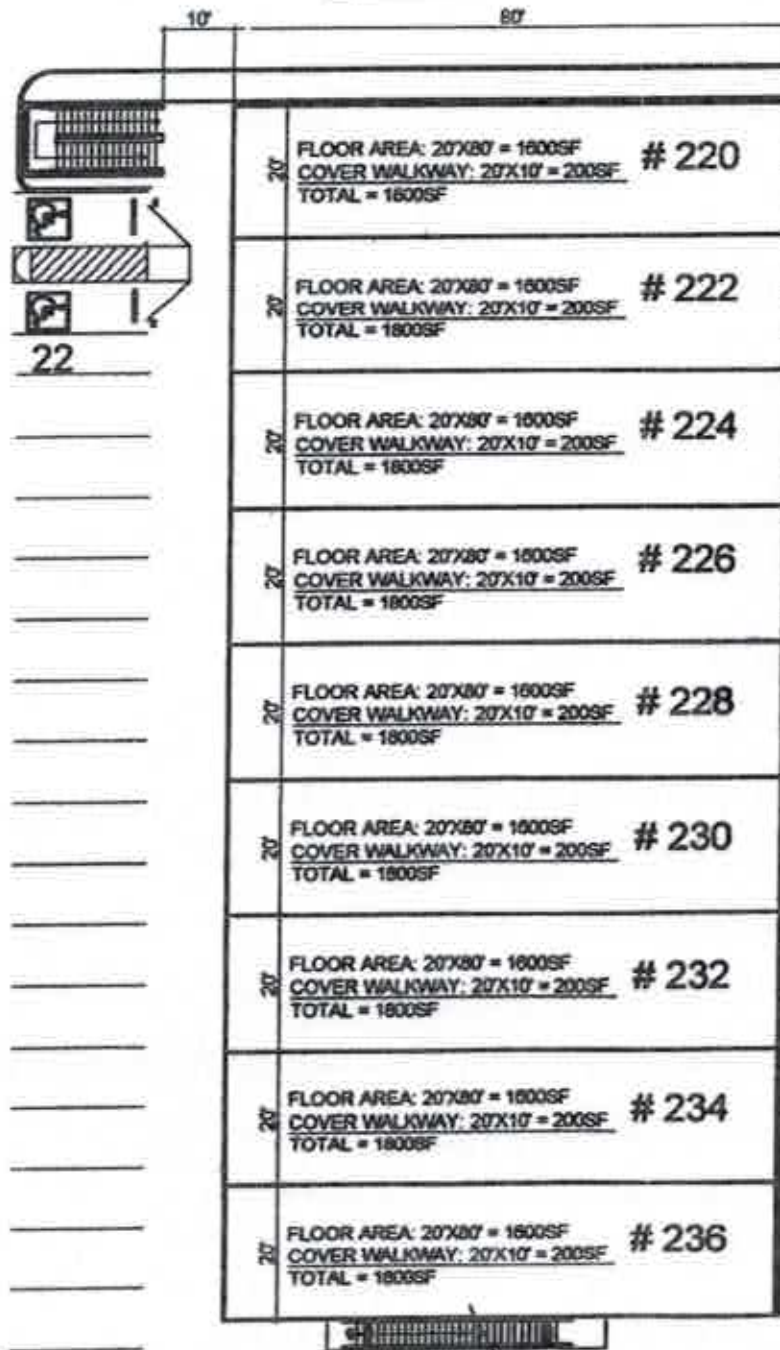 10' 80'
20' FLOOR AREA: 20'X80' = 1600SF # 220
COVER WALKWAY: 20'X10' = 200SF
TOTAL = 1800SF
20' FLOOR AREA: 20'X80' = 1600SF # 222
COVER WALKWAY: 20'X10' = 200SF
TOTAL = 1800SF
22
20' FLOOR AREA: 20'X80' = 1600SF # 224
COVER WALKWAY: 20'X10' = 200SF
TOTAL = 1800SF
20' FLOOR AREA: 20'X80' = 1600SF # 226
COVER WALKWAY: 20'X10' = 200SF
TOTAL = 1800SF
20' FLOOR AREA: 20'X80' = 1600SF # 228
COVER WALKWAY: 20'X10' = 200SF
TOTAL = 1800SF
20' FLOOR AREA: 20'X80' = 1600SF # 230
COVER WALKWAY: 20'X10' = 200SF
TOTAL = 1800SF
20' FLOOR AREA: 20'X80' = 1600SF # 232
COVER WALKWAY: 20'X10' = 200SF
TOTAL = 1800SF
20' FLOOR AREA: 20'X80' = 1600SF # 234
COVER WALKWAY: 20'X10' = 200SF
TOTAL = 1800SF
20' FLOOR AREA: 20'X80' = 1600SF # 236
COVER WALKWAY: 20'X10' = 200SF
TOTAL = 1800SF